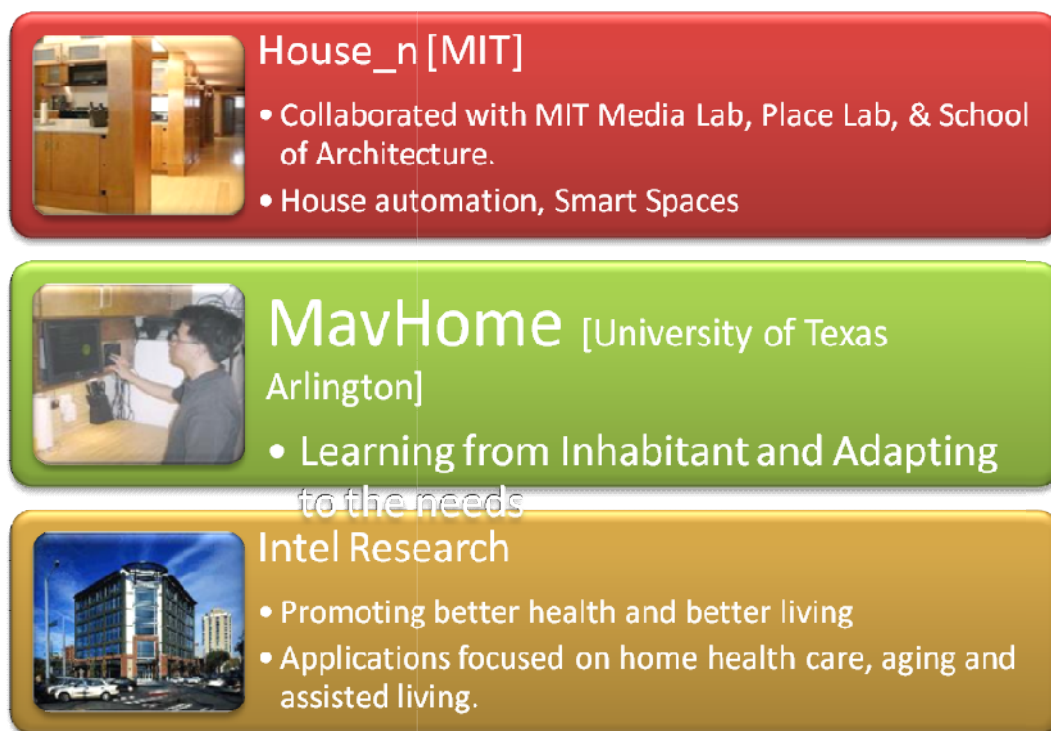 House_n [MIT]
• Collaborated with MIT Media Lab, Place Lab, & School
of Architecture.
• House automation, Smart Spaces
MavHome [University of Texas
Arlington]
• Learning from Inhabitant and Adapting
to the needs
Intel Research
• Promoting better health and better living
• Applications focused on home health care, aging and
assisted living.